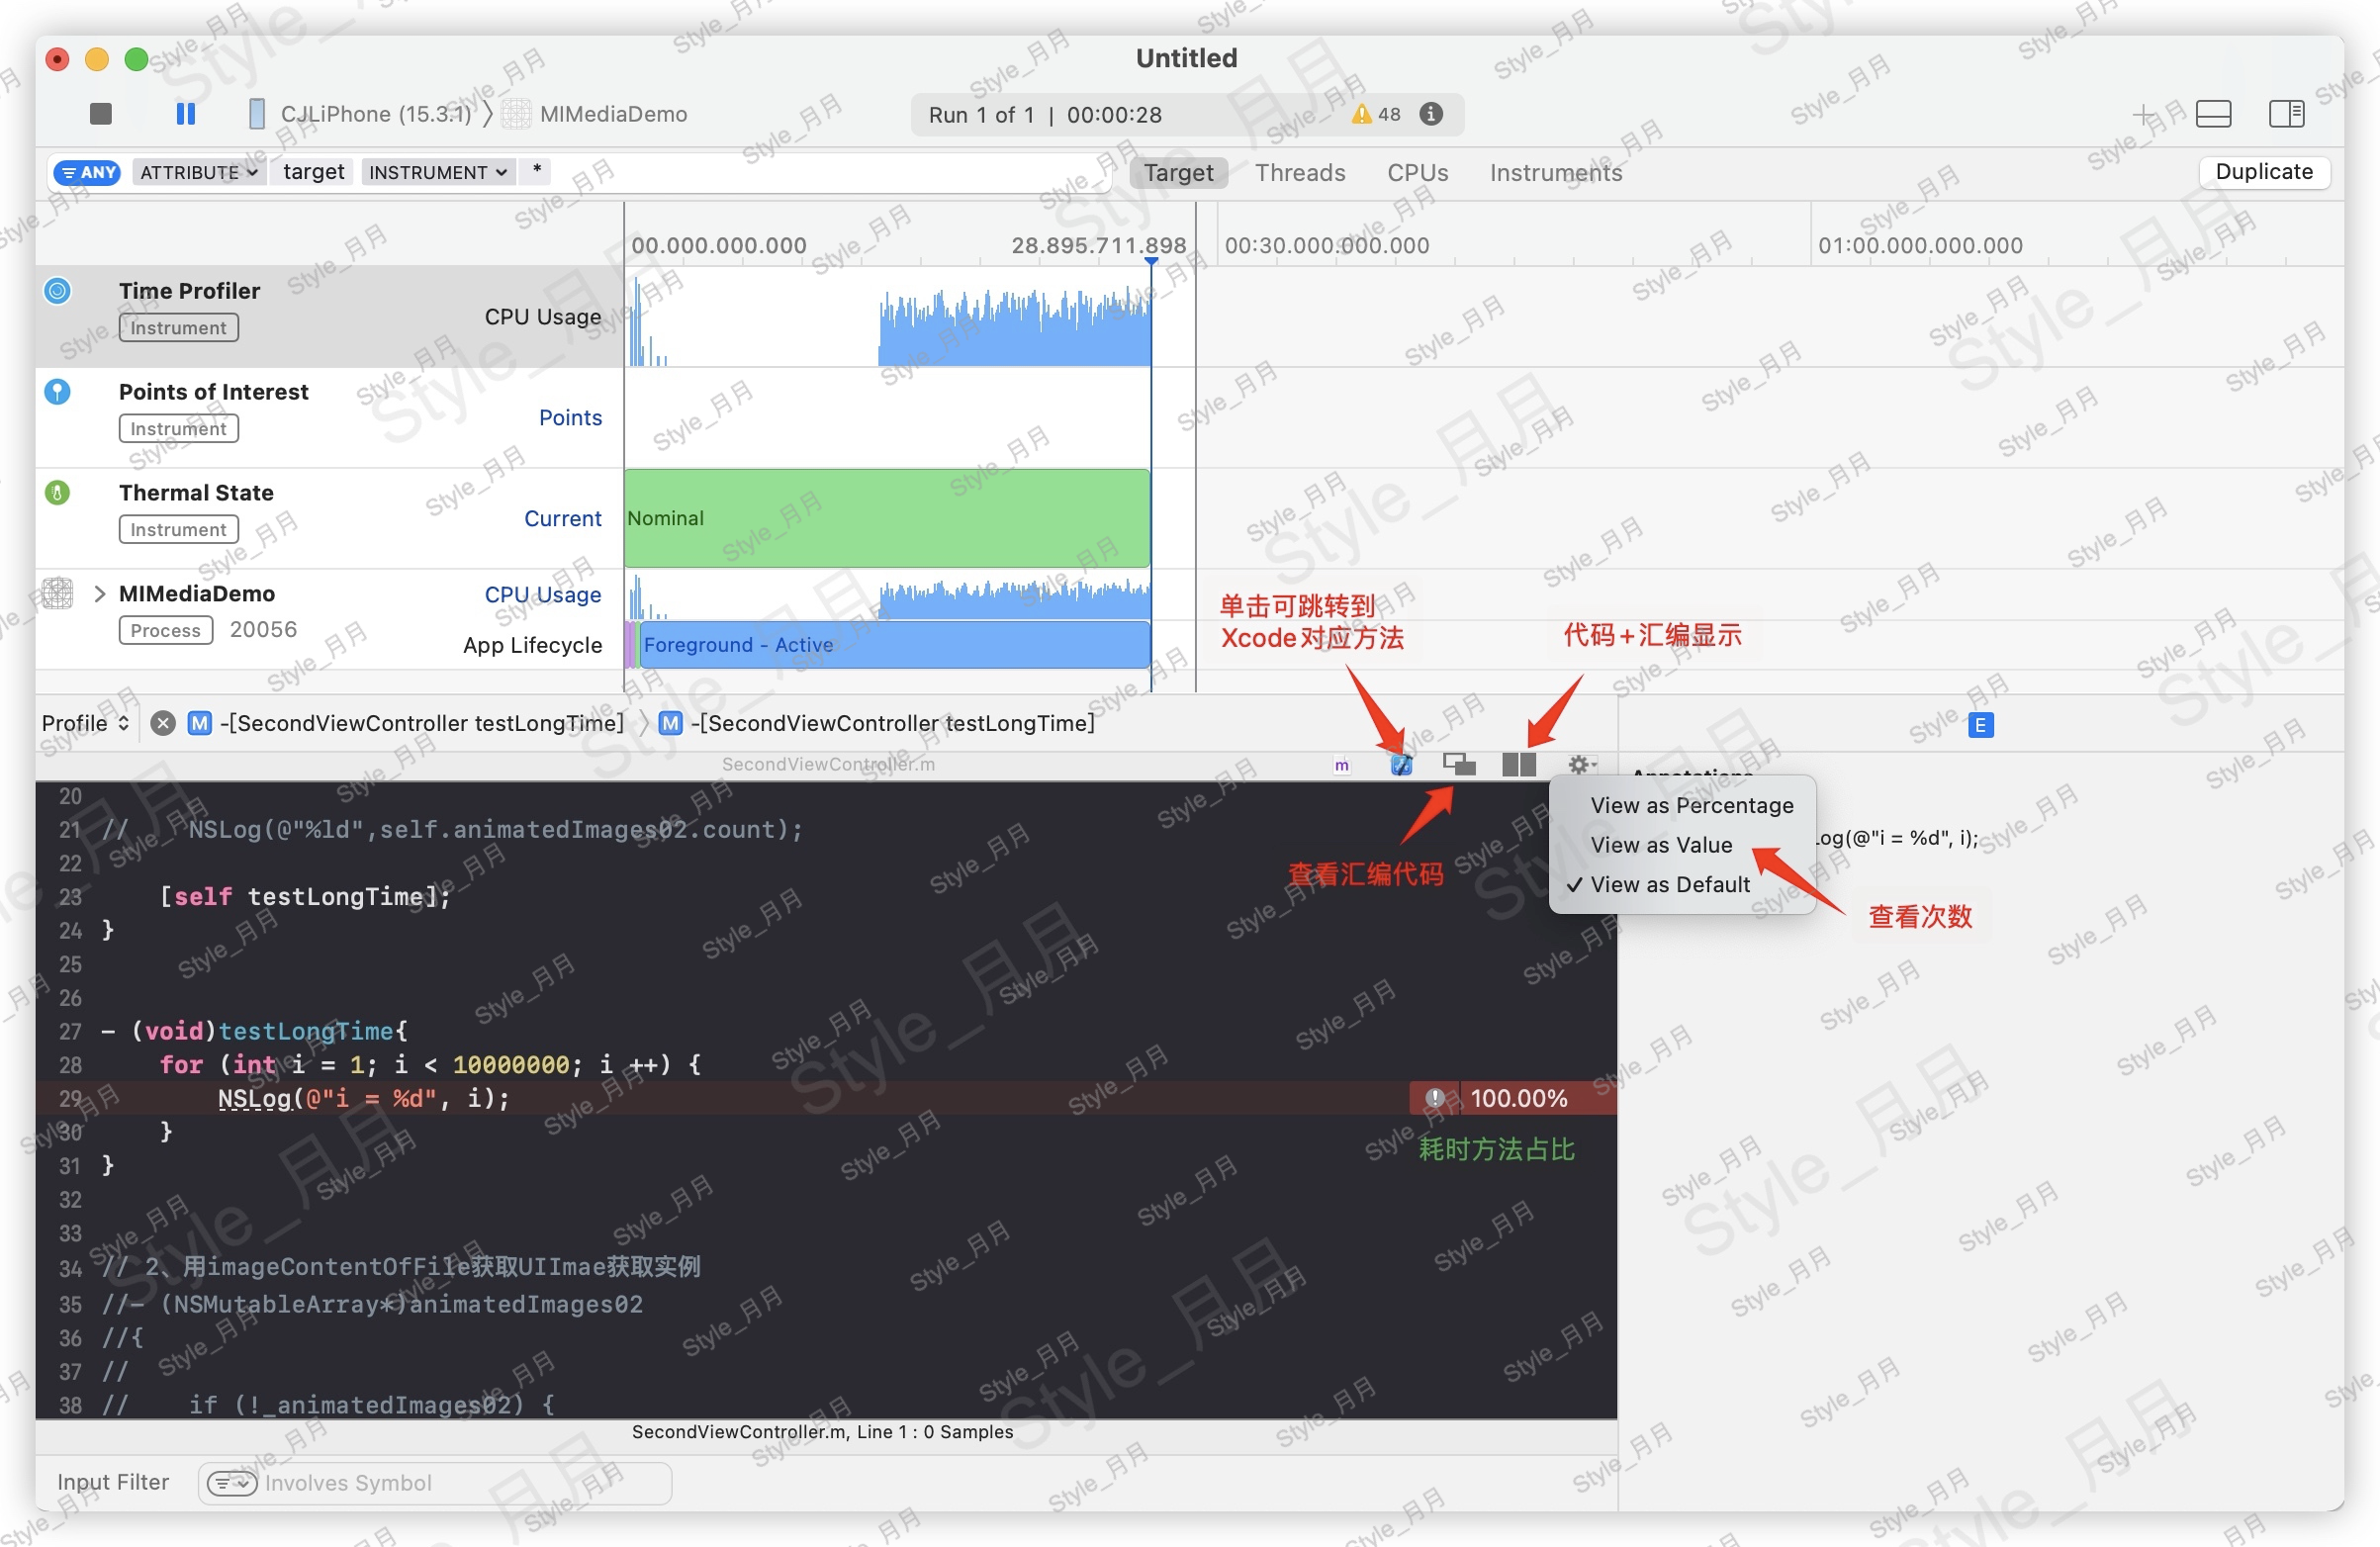 Untitled
CJLiPhone (15.3.1) 〉 MIMediaDemo
Run 1 of 1 | 00:00:28
48
ANY ATTRIBUTE target INSTRUMENT *
Target Threads CPUs Instruments
Duplicate
00.000.000.000 28.895.711.898 00:30.000.000.000 01:00.000.000.000
Time Profiler
Instrument
CPU Usage
Points of Interest
Instrument
Points
Thermal State
Instrument
Current
Nominal
MIMediaDemo
Process 20056
CPU Usage
App Lifecycle
Foreground - Active
单击可跳转到
Xcode对应方法
代码+汇编显示
Profile M -[SecondViewController testLongTime] 〉 M -[SecondViewController testLongTime]
E
SecondViewController.m
m
Annotations
View as Percentage
View as Value
✓ View as Default
Log(@"i = %d", i);
查看汇编代码
查看次数
20
21 //    NSLog(@"%ld",self.animatedImages02.count);
22
23     [self testLongTime];
24 }
25
26
27 - (void)testLongTime{
28     for (int i = 1; i < 10000000; i ++) {
29         NSLog(@"i = %d", i);
100.00%
30     }
耗时方法占比
31 }
32
33
34 // 2、用imageContentOfFile获取UIImae获取实例
35 //- (NSMutableArray*)animatedImages02
36 //{
37 //
38 //    if (!_animatedImages02) {
SecondViewController.m, Line 1 : 0 Samples
Input Filter Involves Symbol
Style_月月